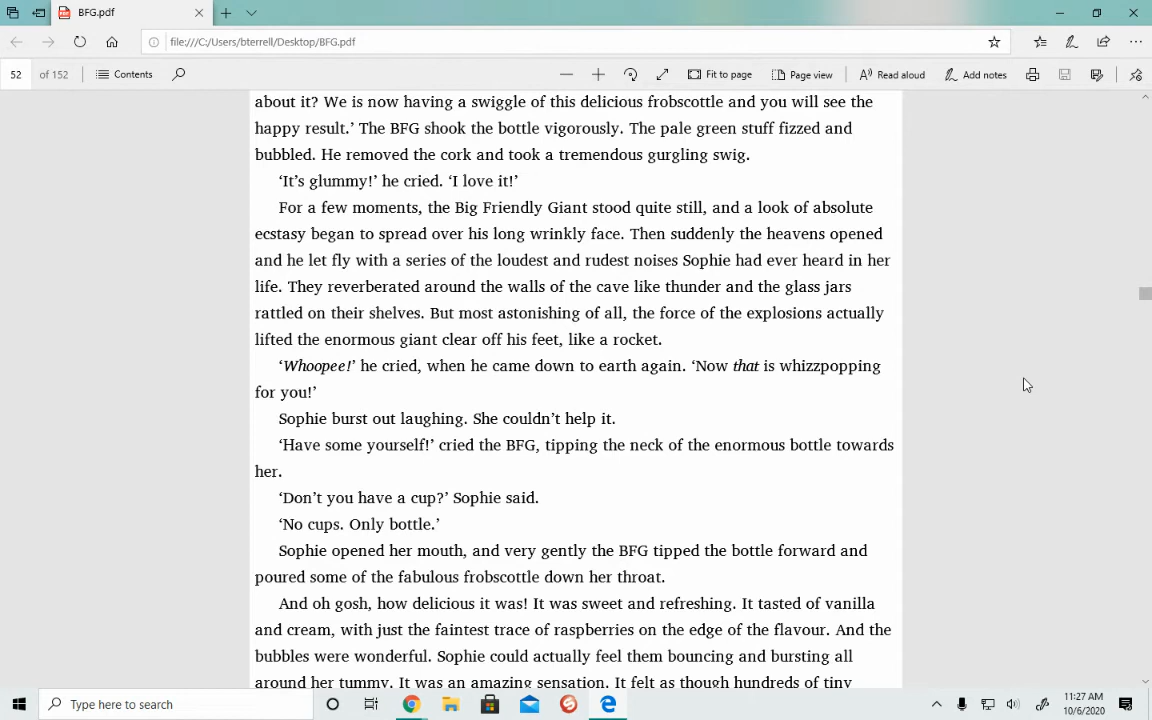 BFG.pdf
file:///C:/Users/bterrell/Desktop/BFG.pdf
52 of 152 Contents Fit to page Page view Read aloud Add notes
about it? We is now having a swiggle of this delicious frobscottle and you will see the
happy result.’ The BFG shook the bottle vigorously. The pale green stuff fizzed and
bubbled. He removed the cork and took a tremendous gurgling swig.
‘It’s glummy!’ he cried. ‘I love it!’
For a few moments, the Big Friendly Giant stood quite still, and a look of absolute
ecstasy began to spread over his long wrinkly face. Then suddenly the heavens opened
and he let fly with a series of the loudest and rudest noises Sophie had ever heard in her
life. They reverberated around the walls of the cave like thunder and the glass jars
rattled on their shelves. But most astonishing of all, the force of the explosions actually
lifted the enormous giant clear off his feet, like a rocket.
‘Whoopee!’ he cried, when he came down to earth again. ‘Now that is whizzpopping
for you!’
Sophie burst out laughing. She couldn’t help it.
‘Have some yourself!’ cried the BFG, tipping the neck of the enormous bottle towards
her.
‘Don’t you have a cup?’ Sophie said.
‘No cups. Only bottle.’
Sophie opened her mouth, and very gently the BFG tipped the bottle forward and
poured some of the fabulous frobscottle down her throat.
And oh gosh, how delicious it was! It was sweet and refreshing. It tasted of vanilla
and cream, with just the faintest trace of raspberries on the edge of the flavour. And the
bubbles were wonderful. Sophie could actually feel them bouncing and bursting all
around her tummy. It was an amazing sensation. It felt as though hundreds of tiny
Type here to search
11:27 AM
10/6/2020